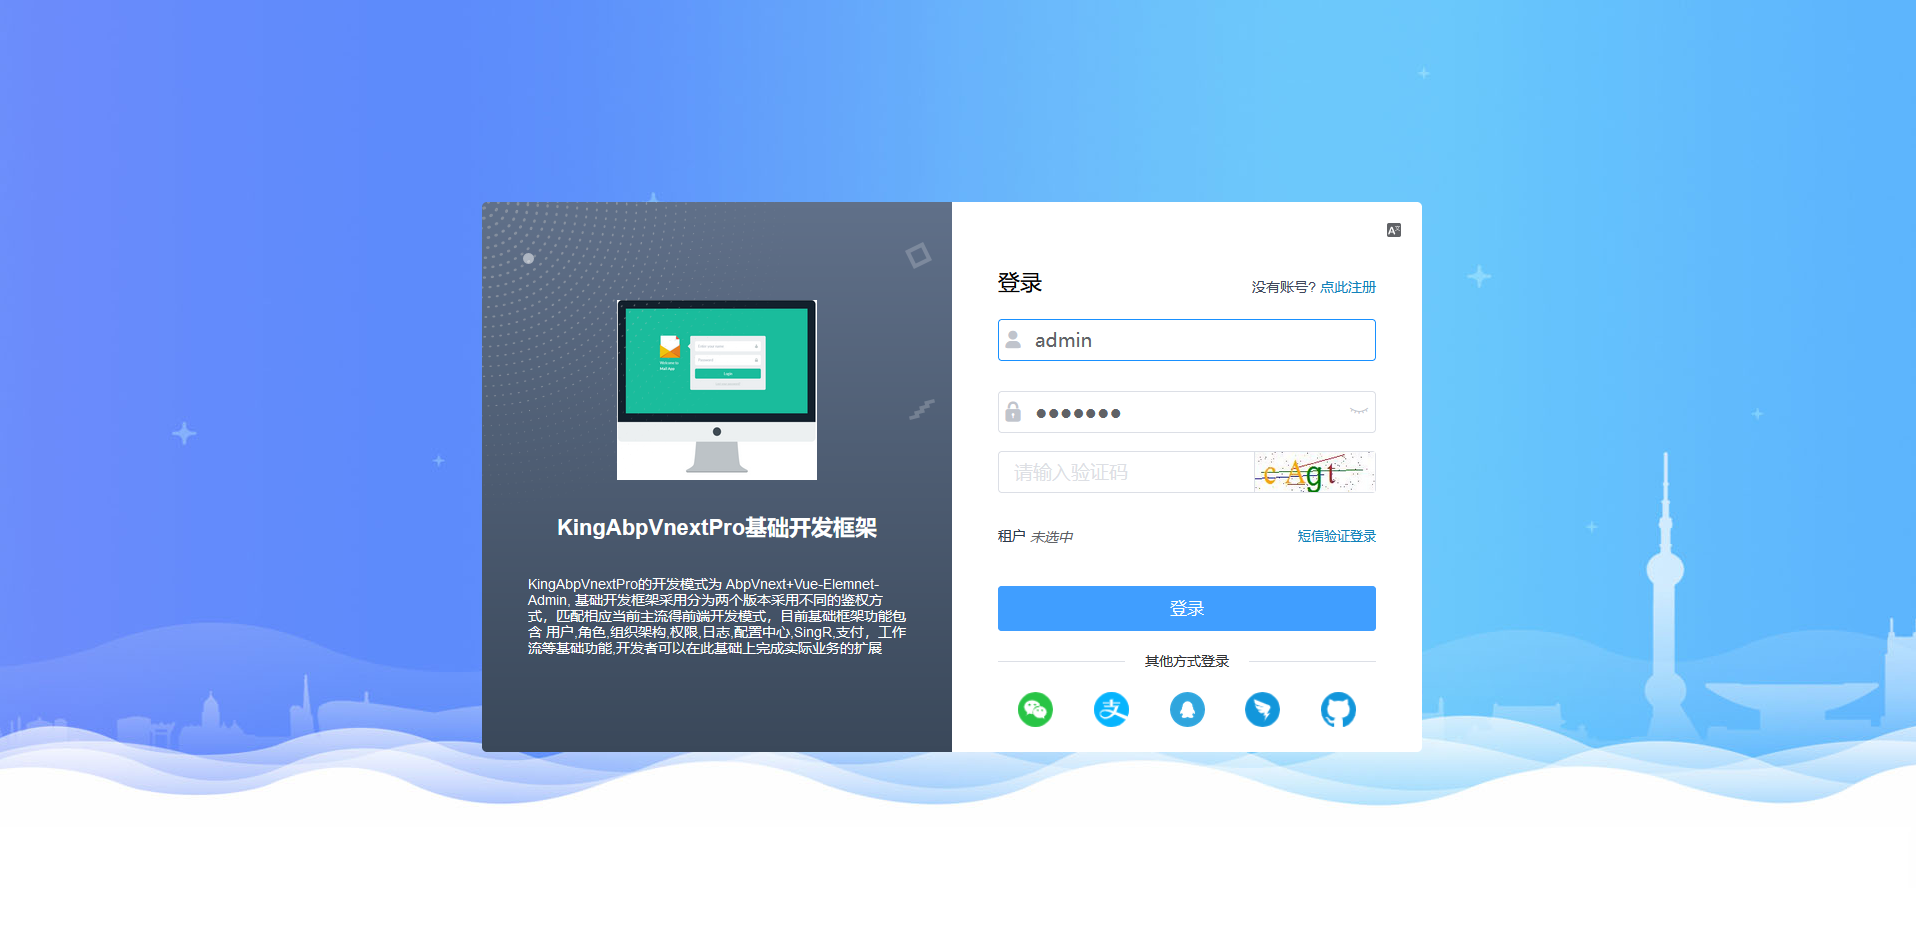 KingAbpVnextPro基础开发框架
KingAbpVnextPro的开发模式为 AbpVnext+Vue-Elemnet-
Admin, 基础开发框架采用分为两个版本采用不同的鉴权方
式，匹配相应当前主流得前端开发模式，目前基础框架功能包
含 用户,角色,组织架构,权限,日志,配置中心,SingR,支付，工作
流等基础功能,开发者可以在此基础上完成实际业务的扩展
登录
没有账号? 点此注册
admin
请输入验证码
eAgt
租户 未选中
短信验证登录
登录
其他方式登录
支